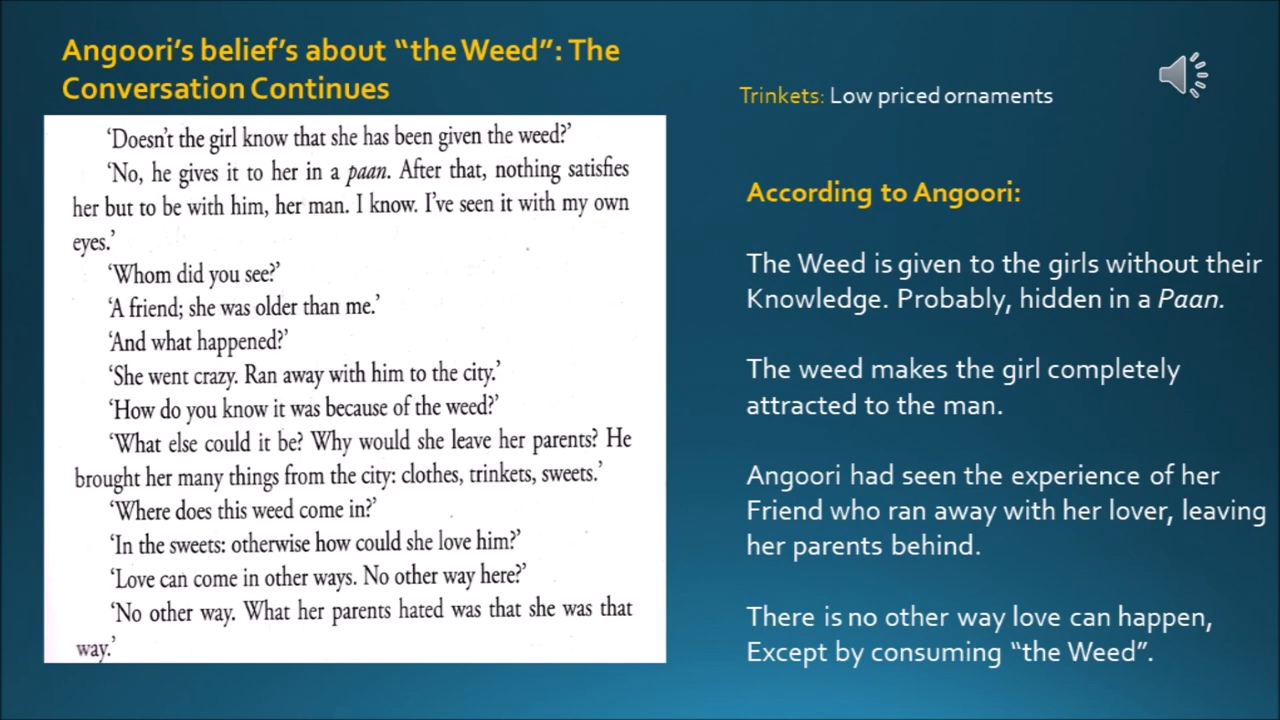 Angoori's belief's about “the Weed”: The
Conversation Continues
‘Doesn't the girl know that she has been given the weed?’
‘No, he gives it to her in a paan. After that, nothing satisfies
her but to be with him, her man. I know. I've seen it with my own
eyes.’
‘Whom did you see?’
‘A friend; she was older than me.’
‘And what happened?’
‘She went crazy. Ran away with him to the city.’
‘How do you know it was because of the weed?’
‘What else could it be? Why would she leave her parents? He
brought her many things from the city: clothes, trinkets, sweets.’
‘Where does this weed come in?’
‘In the sweets: otherwise how could she love him?’
‘Love can come in other ways. No other way here?’
‘No other way. What her parents hated was that she was that
way.’
Trinkets: Low priced ornaments
According to Angoori:
The Weed is given to the girls without their
Knowledge. Probably, hidden in a Paan.
The weed makes the girl completely
attracted to the man.
Angoori had seen the experience of her
Friend who ran away with her lover, leaving
her parents behind.
There is no other way love can happen,
Except by consuming “the Weed”.